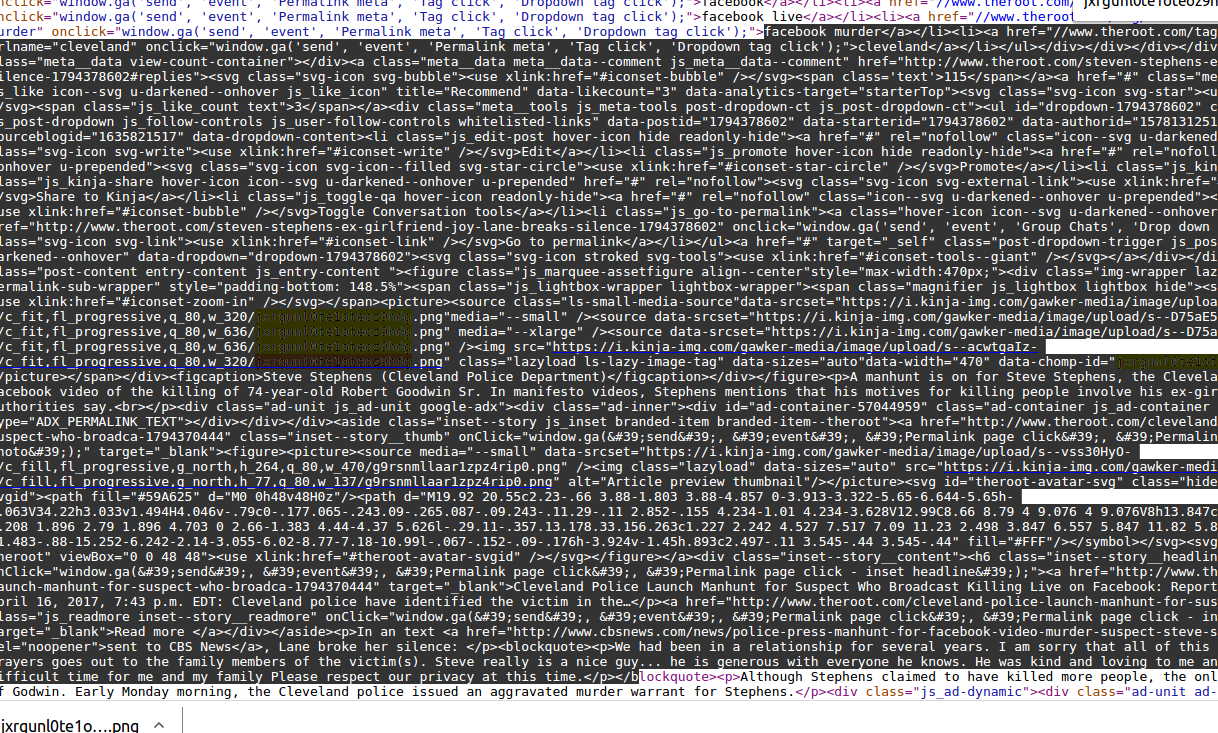 nclick="window.ga('send', 'event', 'Permalink meta', 'Tag click', 'Dropdown tag click');">facebook</a></li><li><a href="//www.theroot.com/
nclick="window.ga('send', 'event', 'Permalink meta', 'Tag click', 'Dropdown tag click');">facebook live</a></li><li><a href="//www.theroot.
urder" onclick="window.ga('send', 'event', 'Permalink meta', 'Tag click', 'Dropdown tag click');">facebook murder</a></li><li><a href="//www.theroot.com/tag
rlname="cleveland" onclick="window.ga('send', 'event', 'Permalink meta', 'Tag click', 'Dropdown tag click');">cleveland</a></li></ul></div></div></div></div>
lass="meta__data view-count-container"></div><a class="meta__data meta__data--comment js_meta__data--comment" href="http://www.theroot.com/steven-stephens-e
silence-1794378602#replies"><svg class="svg-icon svg-bubble"><use xlink:href="#iconset-bubble" /></svg><span class='text'>115</span></a><a href="#" class="me
s_like icon--svg u-darkened--onhover js_like_icon" title="Recommend" data-likecount="3" data-analytics-target="starterTop"><svg class="svg-icon svg-star"><u
/svg><span class="js_like_count text">3</span></a><div class="meta__tools js_meta-tools post-dropdown-ct js_post-dropdown-ct"><ul id="dropdown-1794378602" c
s_post-dropdown js_follow-controls js_user-follow-controls whitelisted-links" data-postid="1794378602" data-starterid="1794378602" data-authorid="1578131251
ourceblogid="1635821517" data-dropdown-content><li class="js_edit-post hover-icon hide readonly-hide"><a href="#" rel="nofollow" class="icon--svg u-darkened
lass="svg-icon svg-write"><use xlink:href="#iconset-write" /></svg>Edit</a></li><li class="js_promote hover-icon hide readonly-hide"><a href="#" rel="nofoll
onhover u-prepended"><svg class="svg-icon svg-icon--filled svg-star-circle"><use xlink:href="#iconset-star-circle" /></svg>Promote</a></li><li class="js_kin
lass="js_kinja-share hover-icon icon--svg u-darkened--onhover u-prepended" href="#" rel="nofollow"><svg class="svg-icon svg-external-link"><use xlink:href="
/svg>Share to Kinja</a></li><li class="js_toggle-qa hover-icon readonly-hide"><a href="#" rel="nofollow" class="icon--svg u-darkened--onhover u-prepended"><
use xlink:href="#iconset-bubble" /></svg>Toggle Conversation tools</a></li><li class="js_go-to-permalink"><a class="hover-icon icon--svg u-darkened--onhover
ref="http://www.theroot.com/steven-stephens-ex-girlfriend-joy-lane-breaks-silence-1794378602" onclick="window.ga('send', 'event', 'Group Chats', 'Drop down
lass="svg-icon svg-link"><use xlink:href="#iconset-link" /></svg>Go to permalink</a></li></ul><a href="#" target="_self" class="post-dropdown-trigger js_pos
arkened--onhover" data-dropdown="dropdown-1794378602"><svg class="svg-icon stroked svg-tools"><use xlink:href="#iconset-tools--giant" /></svg></a></div></di
lass="post-content entry-content js_entry-content "><figure class="js_marquee-assetfigure align--center"style="max-width:470px;"><div class="img-wrapper laz
ermalink-sub-wrapper" style="padding-bottom: 148.5%"><span class="js_lightbox-wrapper lightbox-wrapper"><span class="magnifier js_lightbox lightbox hide"><s
use xlink:href="#iconset-zoom-in" /></svg></span><picture><source class="ls-small-media-source"data-srcset="https://i.kinja-img.com/gawker-media/image/uploa
/c_fit,fl_progressive,q_80,w_320/ .png"media="--small" /><source data-srcset="https://i.kinja-img.com/gawker-media/image/upload/s--D75aE5
/c_fit,fl_progressive,q_80,w_636/ .png" media="--xlarge" /><source data-srcset="https://i.kinja-img.com/gawker-media/image/upload/s--D75a
/c_fit,fl_progressive,q_80,w_636/ .png" /><img src="https://i.kinja-img.com/gawker-media/image/upload/s--acwtgaIz-
/c_fit,fl_progressive,q_80,w_320/ .png" class="lazyload ls-lazy-image-tag" data-sizes="auto"data-width="470" data-chomp-id="
/picture></span></div><figcaption>Steve Stephens (Cleveland Police Department)</figcaption></div></figure><p>A manhunt is on for Steve Stephens, the Clevela
acebook video of the killing of 74-year-old Robert Goodwin Sr. In manifesto videos, Stephens mentions that his motives for killing people involve his ex-gir
uthorities say.<br></p><div class="ad-unit js_ad-unit google-adx"><div class="ad-inner"><div id="ad-container-57044959" class="ad-container js_ad-container
ype="ADX_PERMALINK_TEXT"></div></div></div><aside class="inset--story js_inset branded-item branded-item--theroot"><a href="http://www.theroot.com/cleveland
uspect-who-broadca-1794370444" class="inset--story__thumb" onClick="window.ga(&#39;send&#39;, &#39;event&#39;, &#39;Permalink page click&#39;, &#39;Permalin
hoto&#39;);" target="_blank"><figure><picture><source media="--small" data-srcset="https://i.kinja-img.com/gawker-media/image/upload/s--vss30HyO-
/c_fill,fl_progressive,g_north,h_264,q_80,w_470/g9rsnmllaar1zpz4rip0.png" /><img class="lazyload" data-sizes="auto" src="https://i.kinja-img.com/gawker-medi
/c_fill,fl_progressive,g_north,h_77,q_80,w_137/g9rsnmllaar1zpz4rip0.png" alt="Article preview thumbnail"/></picture><svg id="theroot-avatar-svg" class="hide
vgid"><path fill="#59A625" d="M0 0h48v48H0z"/><path d="M19.92 20.55c2.23-.66 3.88-1.803 3.88-4.857 0-3.913-3.322-5.65-6.644-5.65h-
.063V34.22h3.033v1.494H4.046v-.79c0-.177.065-.243.09-.265.087-.09.243-.11.29-.11 2.852-.155 4.234-1.01 4.234-3.628V12.99C8.66 8.79 4 9.076 4 9.076V8h13.847c
.208 1.896 2.79 1.896 4.703 0 2.66-1.383 4.44-4.37 5.626l-.29.11-.357.13.178.33.156.263c1.227 2.242 4.527 7.517 7.09 11.23 2.498 3.847 6.557 5.847 11.82 5.8
1.483-.88-15.252-6.242-2.14-3.055-6.02-8.77-7.18-10.99l-.067-.152-.09-.176h-3.924v-1.45h.893c2.497-.11 3.545-.44 3.545-.44" fill="#FFF"/></symbol></svg><svg
heroot" viewBox="0 0 48 48"><use xlink:href="#theroot-avatar-svgid" /></svg></figure></a><div class="inset--story__content"><h6 class="inset--story__headlin
nClick="window.ga(&#39;send&#39;, &#39;event&#39;, &#39;Permalink page click&#39;, &#39;Permalink page click - inset headline&#39;);"><a href="http://www.th
aunch-manhunt-for-suspect-who-broadca-1794370444" target="_blank">Cleveland Police Launch Manhunt for Suspect Who Broadcast Killing Live on Facebook: Report
pril 16, 2017, 7:43 p.m. EDT: Cleveland police have identified the victim in the…</p><a href="http://www.theroot.com/cleveland-police-launch-manhunt-for-sus
lass="js_readmore inset--story__readmore" onClick="window.ga(&#39;send&#39;, &#39;event&#39;, &#39;Permalink page click&#39;, &#39;Permalink page click - in
arget="_blank">Read more </a></div></aside><p>In an text <a href="http://www.cbsnews.com/news/police-press-manhunt-for-facebook-video-murder-suspect-steve-s
el="noopener">sent to CBS News</a>, Lane broke her silence: </p><blockquote><p>We had been in a relationship for several years. I am sorry that all of this
rayers goes out to the family members of the victim(s). Steve really is a nice guy... he is generous with everyone he knows. He was kind and loving to me an
ifficult time for me and my family Please respect our privacy at this time.</p></blockquote><p>Although Stephens claimed to have killed more people, the onl
f Godwin. Early Monday morning, the Cleveland police issued an aggravated murder warrant for Stephens.</p><div class="js_ad-dynamic"><div class="ad-unit ad-
jxrqunl0te1o....png